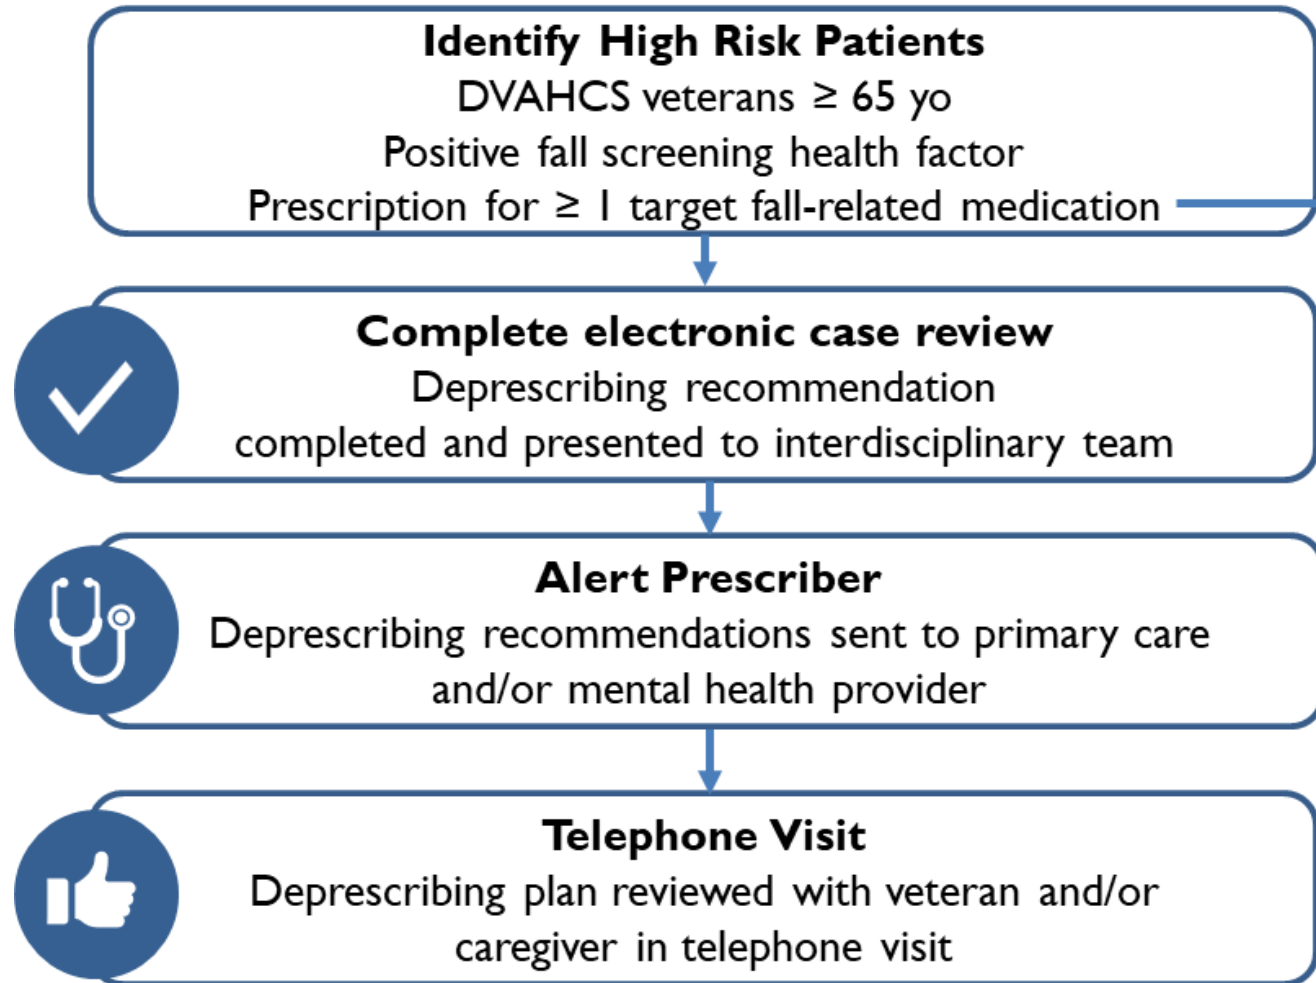 Identify High Risk Patients
DVAHCS veterans ≥ 65 yo
Positive fall screening health factor
Prescription for ≥ 1 target fall-related medication
Complete electronic case review
Deprescribing recommendation
completed and presented to interdisciplinary team
Alert Prescriber
Deprescribing recommendations sent to primary care
and/or mental health provider
Telephone Visit
Deprescribing plan reviewed with veteran and/or
caregiver in telephone visit